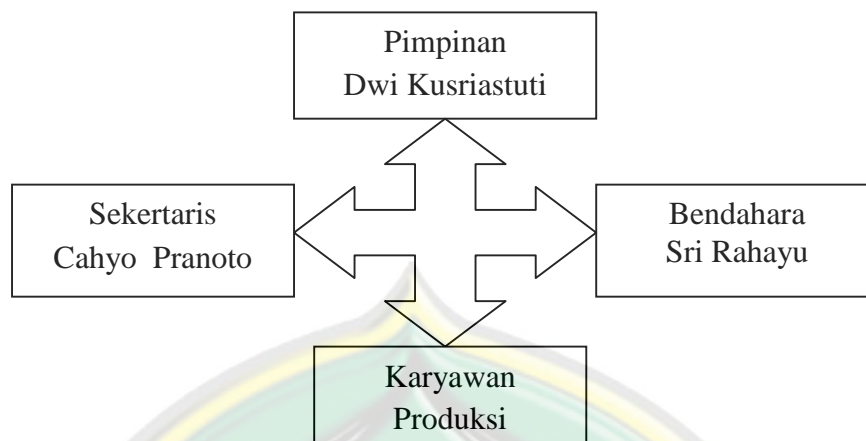 Pimpinan
Dwi Kusriastuti
Sekertaris
Cahyo Pranoto
Bendahara
Sri Rahayu
Karyawan
Produksi